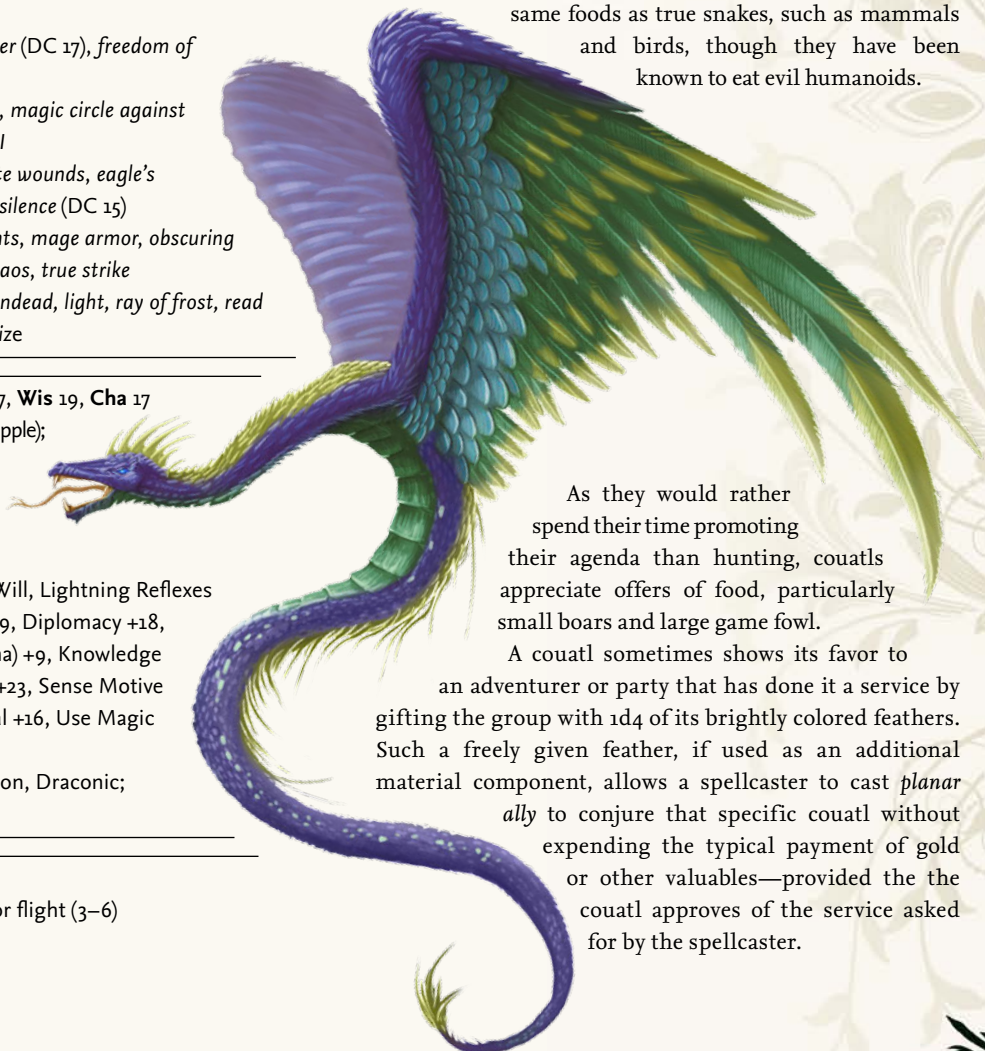 er (DC 17), freedom of
, magic circle against
wounds, eagle's
silence (DC 15)
mage armor, obscuring
true strike
light, ray of frost, read
7, Wis 19, Cha 17
Will, Lightning Reflexes
9, Diplomacy +18,
+9, Knowledge
+23, Sense Motive
+16, Use Magic
Draconic;
or flight (3–6)
same foods as true snakes, such as mammals
and birds, though they have been
known to eat evil humanoids.
As they would rather
spend their time promoting
their agenda than hunting, couatls
appreciate offers of food, particularly
small boars and large game fowl.
A couatl sometimes shows its favor to
an adventurer or party that has done it a service by
gifting the group with 1d4 of its brightly colored feathers.
Such a freely given feather, if used as an additional
material component, allows a spellcaster to cast planar
ally to conjure that specific couatl without
expending the typical payment of gold
or other valuables—provided the the
couatl approves of the service asked
for by the spellcaster.